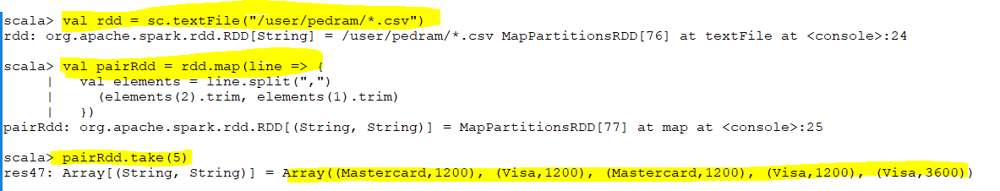 scala> val rdd = sc.textFile("/user/pedram/*.csv")
rdd: org.apache.spark.rdd.RDD[String] = /user/pedram/*.csv MapPartitionsRDD[76] at textFile at <console>:24
scala> val pairRdd = rdd.map(line => {
| val elements = line.split(",")
| (elements(2).trim, elements(1).trim)
| })
pairRdd: org.apache.spark.rdd.RDD[(String, String)] = MapPartitionsRDD[77] at map at <console>:25
scala> pairRdd.take(5)
res47: Array[(String, String)] = Array((Mastercard,1200), (Visa,1200), (Mastercard,1200), (Visa,1200), (Visa,3600))